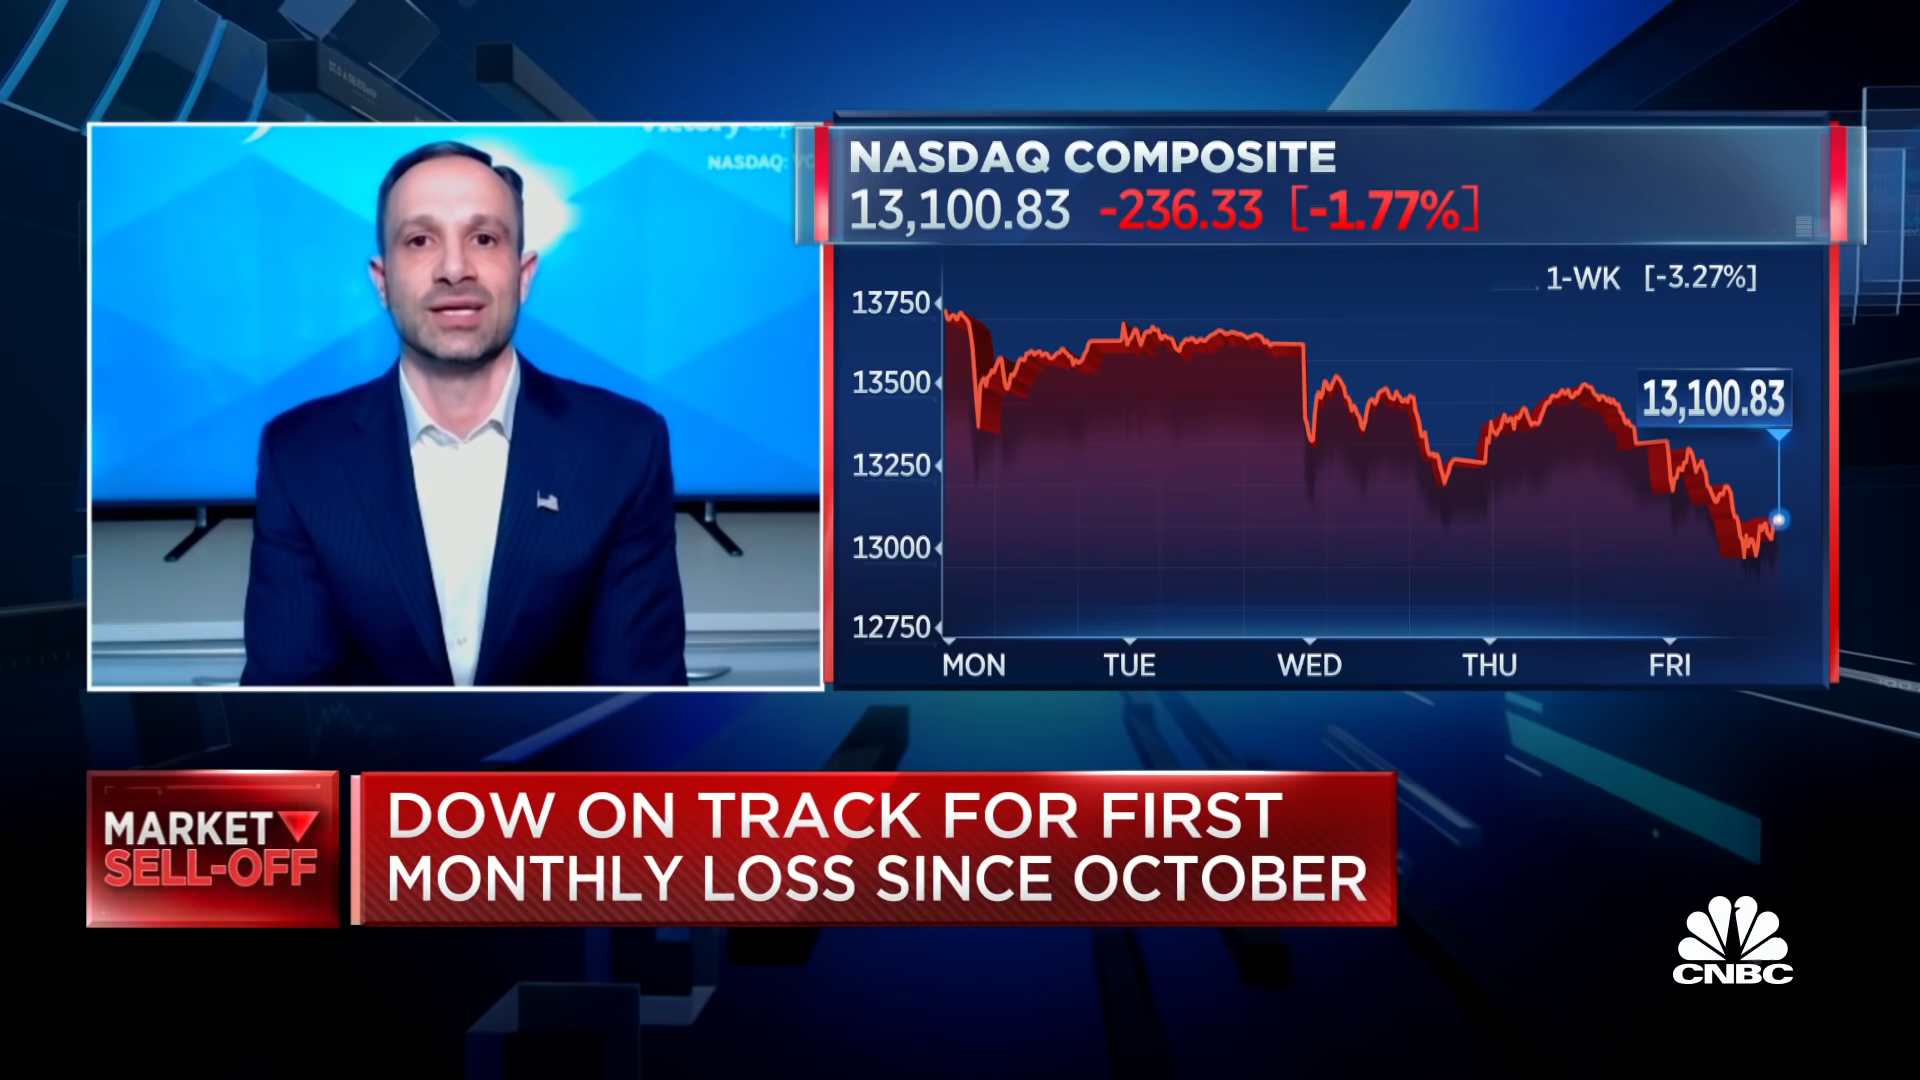 NASDAQ:
NASDAQ COMPOSITE
13,100.83 -236.33 [-1.77%]
1-WK [-3.27%]
13750
13500
13250
13000
12750
13,100.83
MON TUE WED THU FRI
MARKET
SELL-OFF
DOW ON TRACK FOR FIRST
MONTHLY LOSS SINCE OCTOBER
CNBC